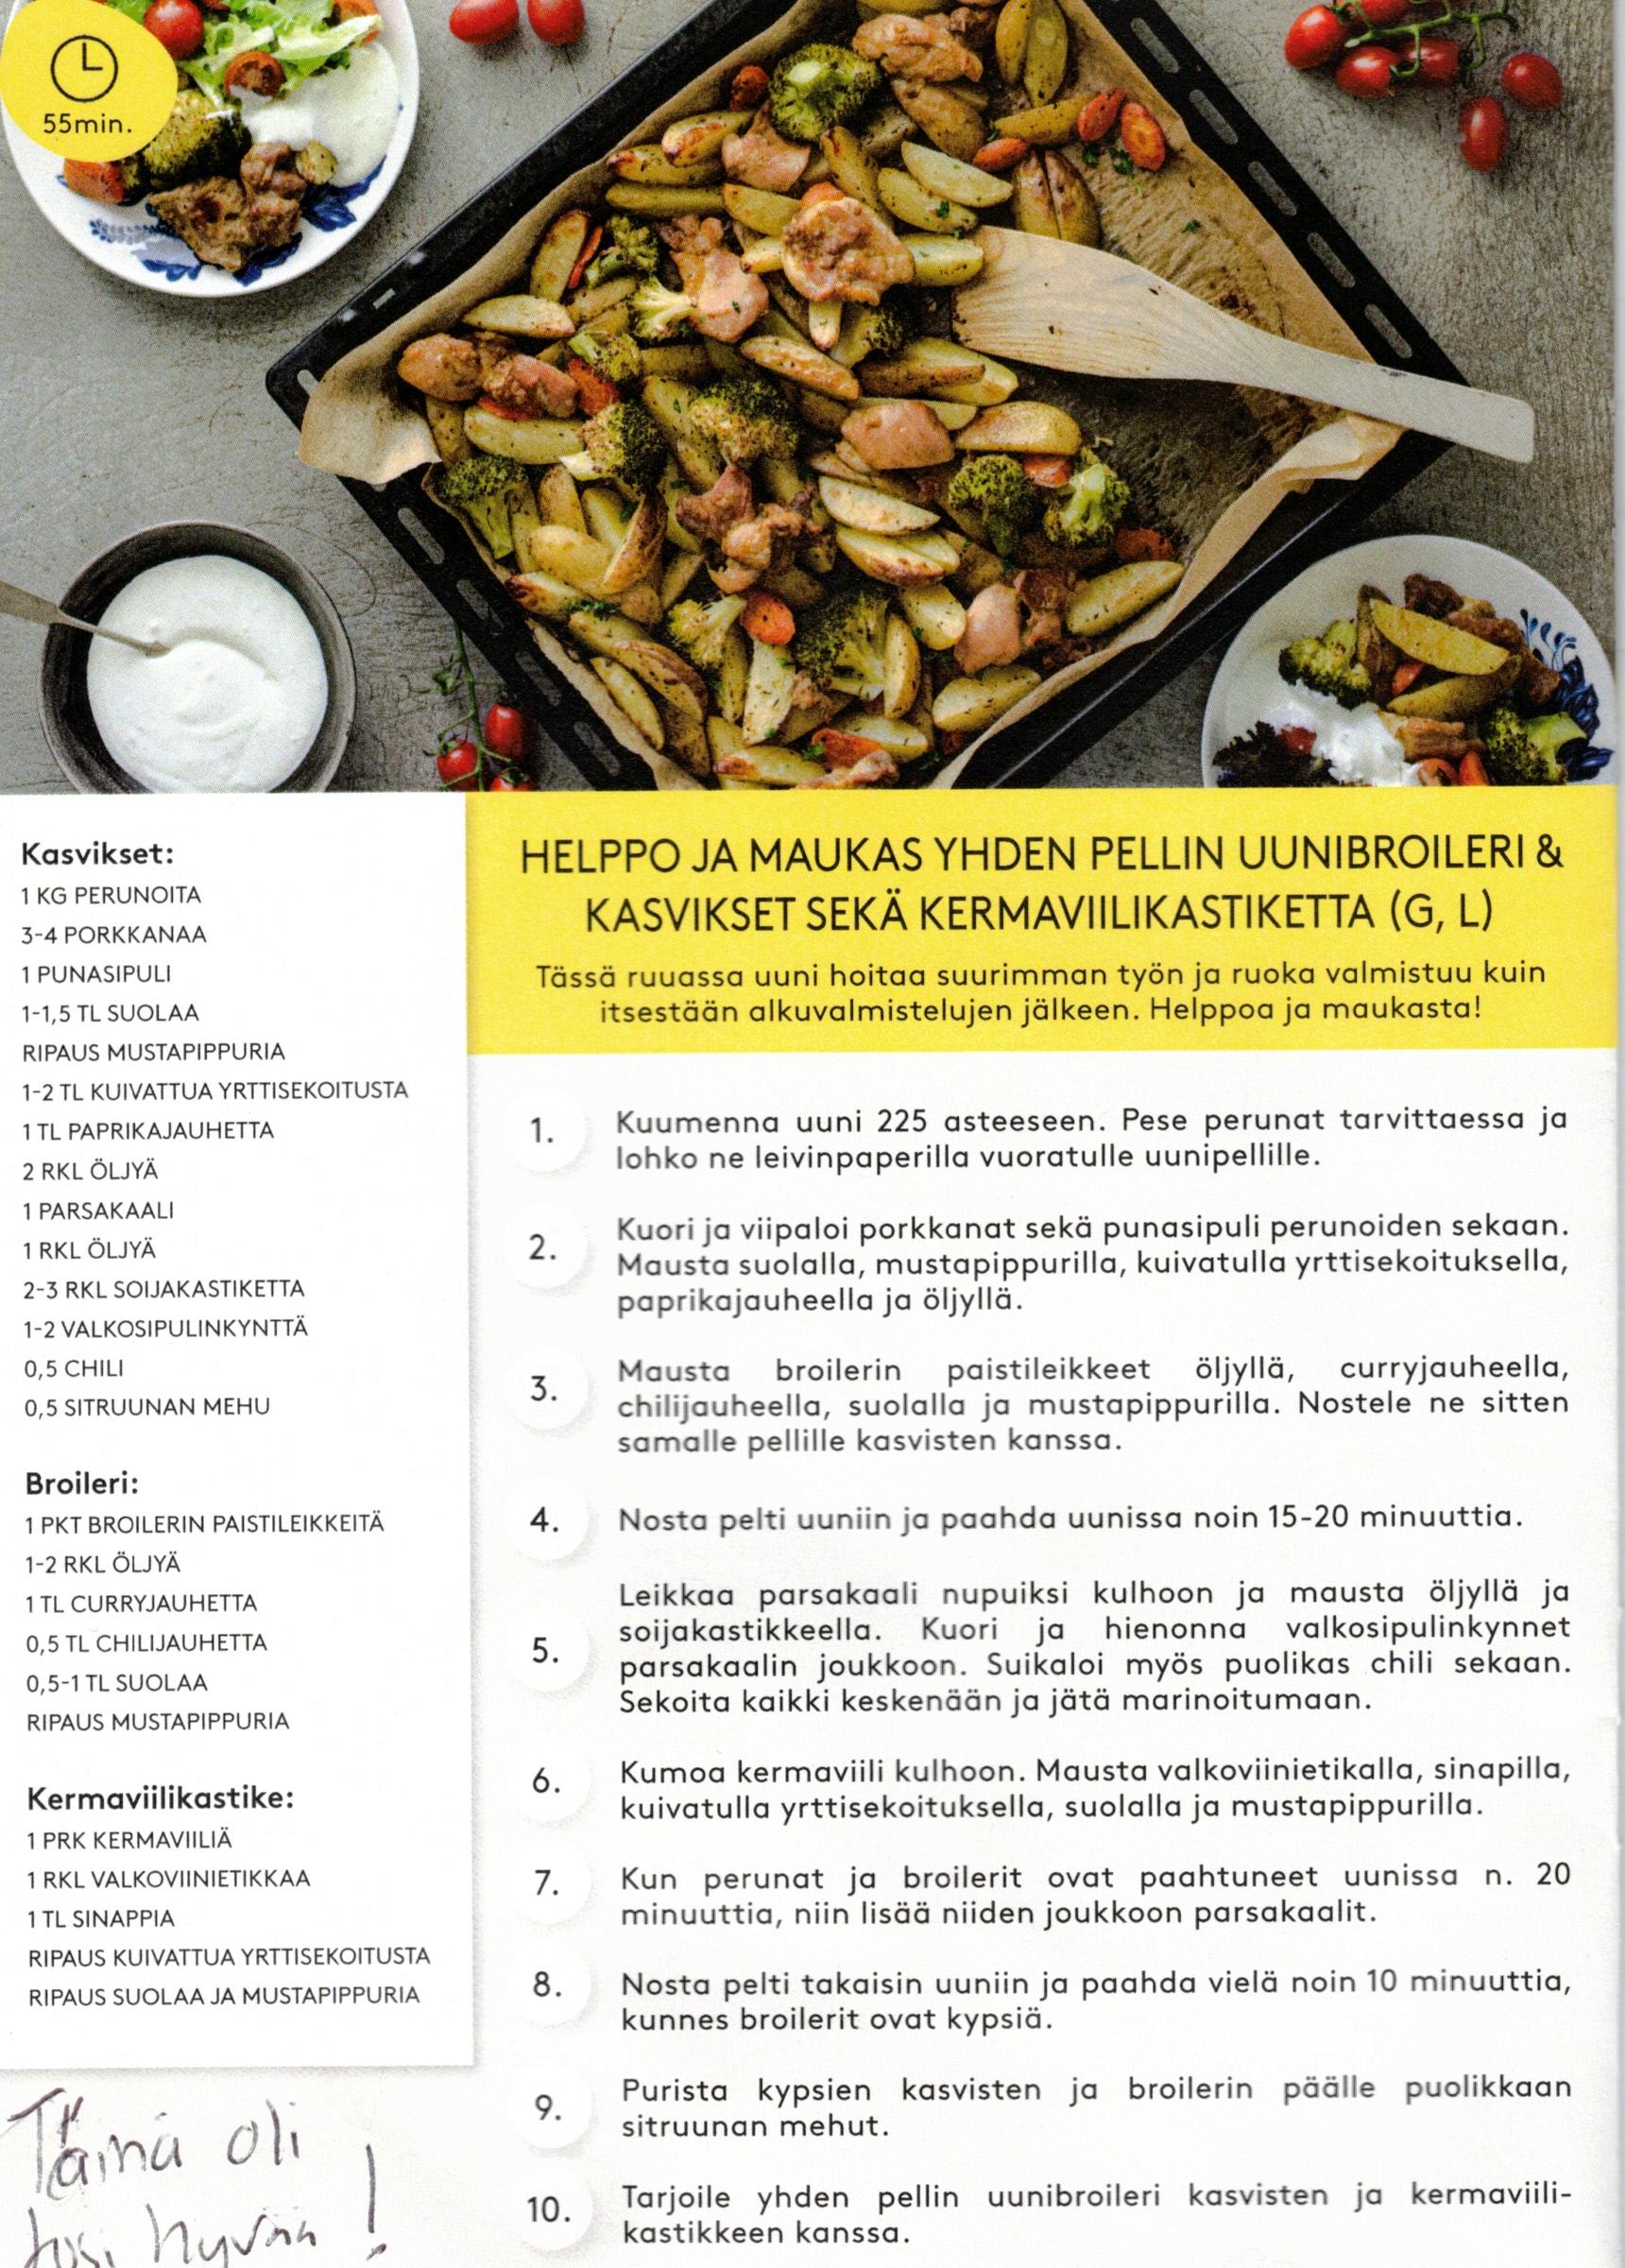 55min.
Kasvikset:
1 KG PERUNOITA
3-4 PORKKANAA
1 PUNASIPULI
1-1,5 TL SUOLAA
RIPAUS MUSTAPIPPURIA
1-2 TL KUIVATTUA YRTTISEKOITUSTA
1 TL PAPRIKAJAUHETTA
2 RKL ÖLJYÄ
1 PARSAKAALI
1 RKL ÖLJYÄ
2-3 RKL SOIJAKASTIKETTA
1-2 VALKOSIPULINKYNTTÄ
0,5 CHILI
0,5 SITRUUNAN MEHU
Broileri:
1 PKT BROILERIN PAISTILEIKKEITÄ
1-2 RKL ÖLJYÄ
1 TL CURRYJAUHETTA
0,5 TL CHILIJAUHETTA
0,5-1 TL SUOLAA
RIPAUS MUSTAPIPPURIA
Kermaviilikastike:
1 PRK KERMAVIILIÄ
1 RKL VALKOVIINIETIKKAA
1 TL SINAPPIA
RIPAUS KUIVATTUA YRTTISEKOITUSTA
RIPAUS SUOLAA JA MUSTAPIPPURIA
Tämä oli
tosi hyvää!
HELPPO JA MAUKAS YHDEN PELLIN UUNIBROILERI &
KASVIKSET SEKÄ KERMAVIILIKASTIKETTA (G, L)
Tässä ruuassa uuni hoitaa suurimman työn ja ruoka valmistuu kuin
itsestään alkuvalmistelujen jälkeen. Helppoa ja maukasta!
1. Kuumenna uuni 225 asteeseen. Pese perunat tarvittaessa ja
lohko ne leivinpaperilla vuoratulle uunipellille.
2. Kuori ja viipaloi porkkanat sekä punasipuli perunoiden sekaan.
Mausta suolalla, mustapippurilla, kuivatulla yrttisekoituksella,
paprikajauheella ja öljyllä.
3. Mausta broilerin paistileikkeet öljyllä, curryjauheella,
chilijauheella, suolalla ja mustapippurilla. Nostele ne sitten
samalle pellille kasvisten kanssa.
4. Nosta pelti uuniin ja paahda uunissa noin 15-20 minuuttia.
5. Leikkaa parsakaali nupuiksi kulhoon ja mausta öljyllä ja
soijakastikkeella. Kuori ja hienonna valkosipulinkynnet
parsakaalin joukkoon. Suikaloi myös puolikas chili sekaan.
Sekoita kaikki keskenään ja jätä marinoitumaan.
6. Kumoa kermaviili kulhoon. Mausta valkoviinietikalla, sinapilla,
kuivatulla yrttisekoituksella, suolalla ja mustapippurilla.
7. Kun perunat ja broilerit ovat paahtuneet uunissa n. 20
minuuttia, niin lisää niiden joukkoon parsakaalit.
8. Nosta pelti takaisin uuniin ja paahda vielä noin 10 minuuttia,
kunnes broilerit ovat kypsiä.
9. Purista kypsien kasvisten ja broilerin päälle puolikkaan
sitruunan mehut.
10. Tarjoile yhden pellin uunibroileri kasvisten ja kermaviili-
kastikkeen kanssa.